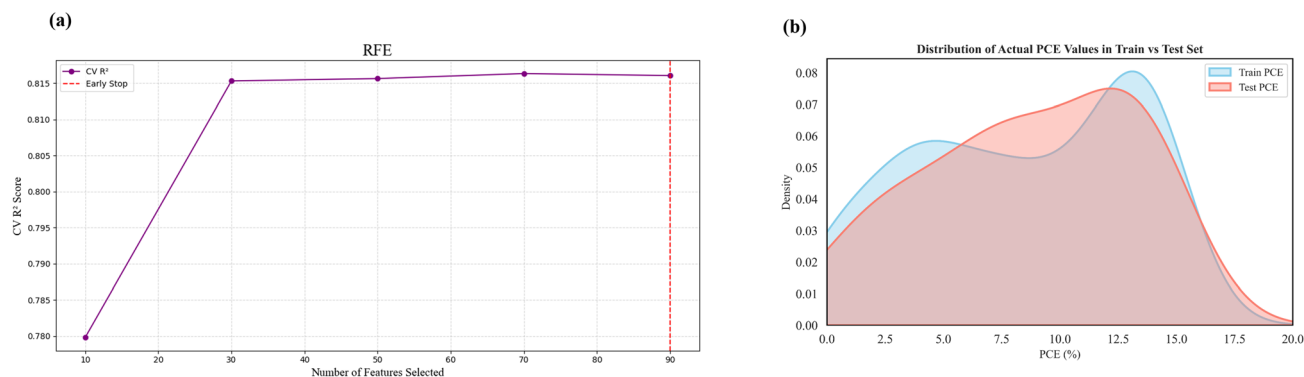 (a)
RFE
CV R²
Early Stop
0.815
0.810
0.805
0.800
0.795
0.790
0.785
0.780
CV R² Score
10 20 30 40 50 60 70 80 90
Number of Features Selected
(b)
Distribution of Actual PCE Values in Train vs Test Set
Train PCE
Test PCE
0.08
0.07
0.06
0.05
0.04
0.03
0.02
0.01
0.00
Density
0.0 2.5 5.0 7.5 10.0 12.5 15.0 17.5 20.0
PCE (%)